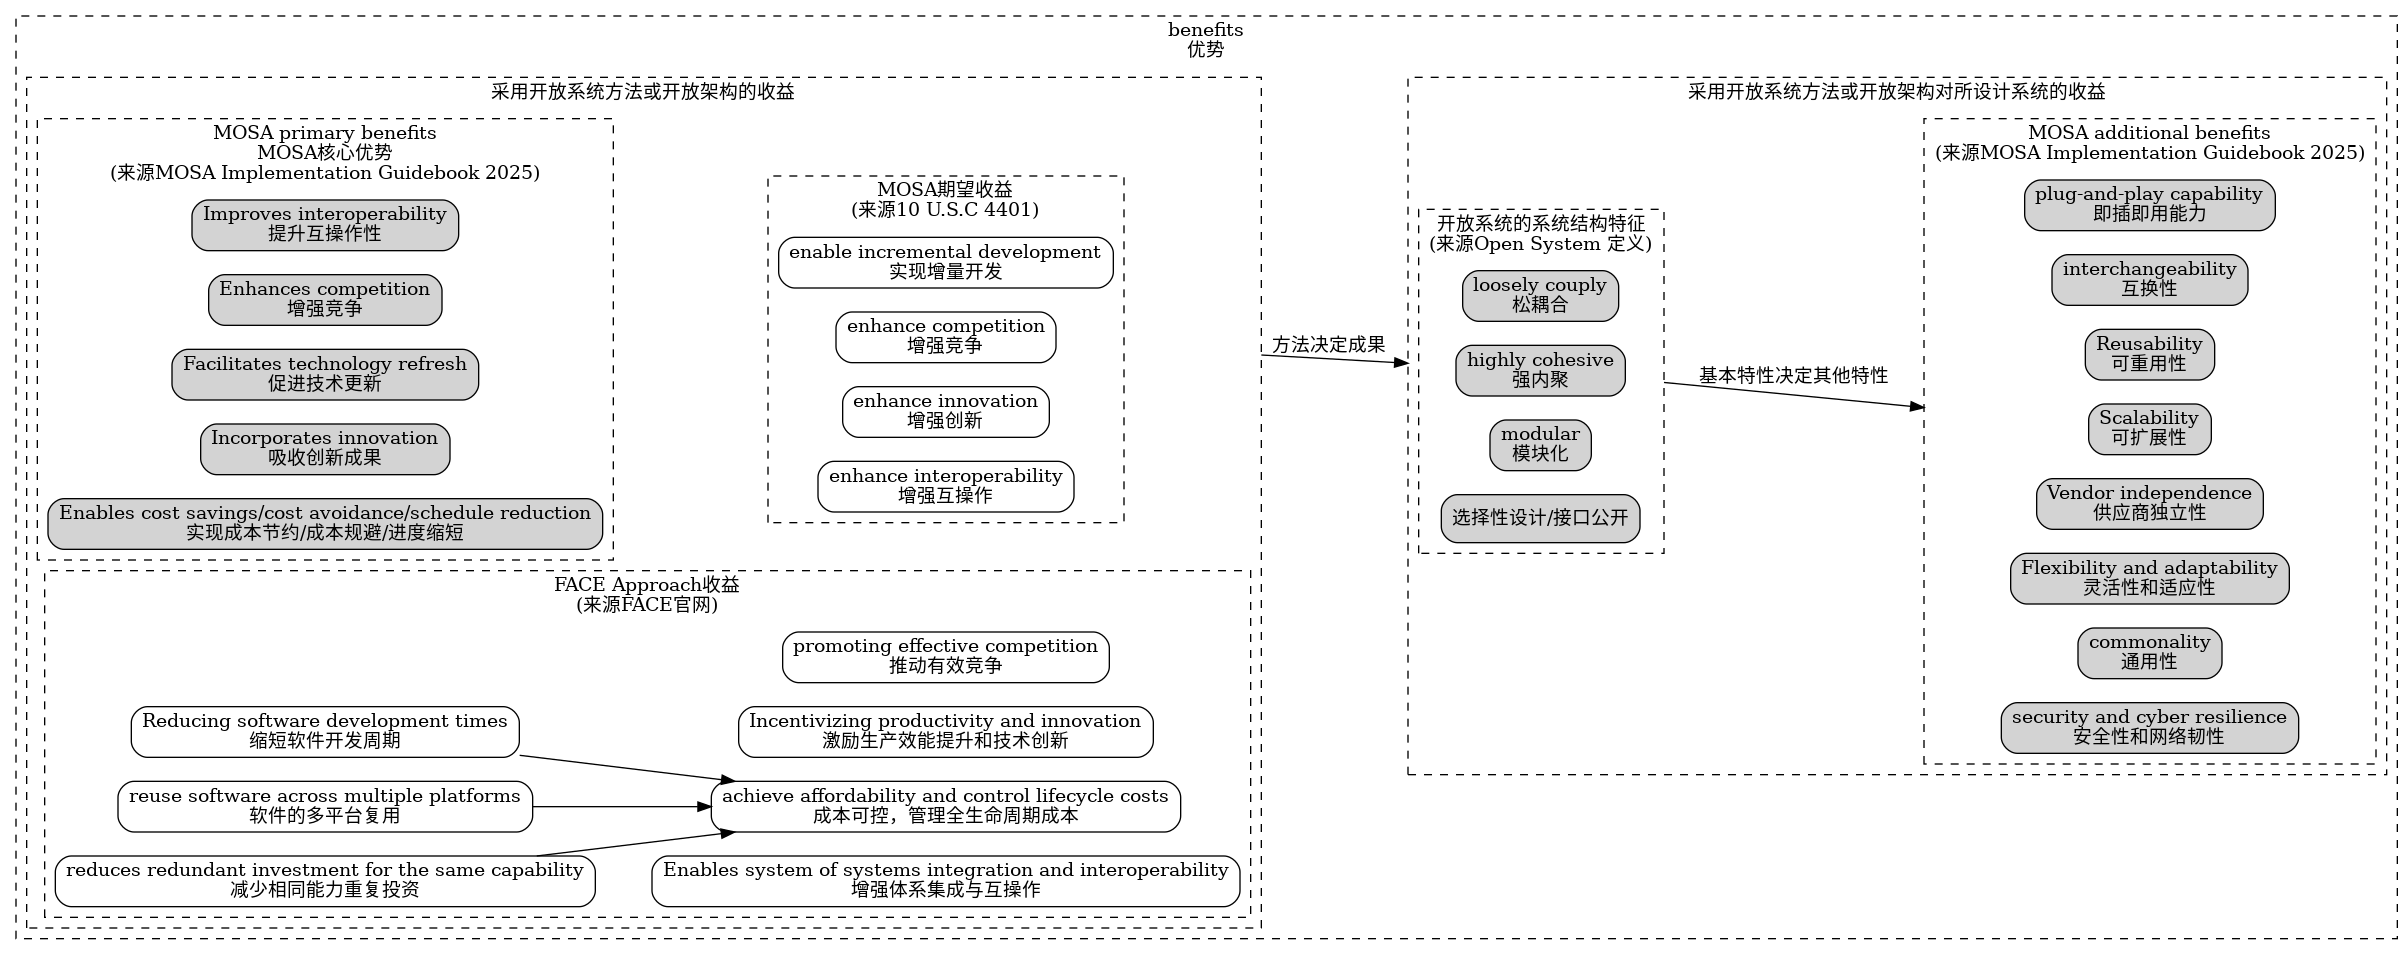 benefits
优势
采用开放系统方法或开放架构的收益
MOSA primary benefits
MOSA核心优势
(来源MOSA Implementation Guidebook 2025)
Improves interoperability
提升互操作性
Enhances competition
增强竞争
Facilitates technology refresh
促进技术更新
Incorporates innovation
吸收创新成果
Enables cost savings/cost avoidance/schedule reduction
实现成本节约/成本规避/进度缩短
MOSA期望收益
(来源10 U.S.C 4401)
enable incremental development
实现增量开发
enhance competition
增强竞争
enhance innovation
增强创新
enhance interoperability
增强互操作
FACE Approach收益
(来源FACE官网)
promoting effective competition
推动有效竞争
Reducing software development times
缩短软件开发周期
Incentivizing productivity and innovation
激励生产效能提升和技术创新
reuse software across multiple platforms
软件的多平台复用
achieve affordability and control lifecycle costs
成本可控，管理全生命周期成本
reduces redundant investment for the same capability
减少相同能力重复投资
Enables system of systems integration and interoperability
增强体系集成与互操作
方法决定成果
采用开放系统方法或开放架构对所设计系统的收益
开放系统的系统结构特征
(来源Open System 定义)
loosely couply
松耦合
highly cohesive
强内聚
modular
模块化
选择性设计/接口公开
基本特性决定其他特性
MOSA additional benefits
(来源MOSA Implementation Guidebook 2025)
plug-and-play capability
即插即用能力
interchangeability
互换性
Reusability
可重用性
Scalability
可扩展性
Vendor independence
供应商独立性
Flexibility and adaptability
灵活性和适应性
commonality
通用性
security and cyber resilience
安全性和网络韧性